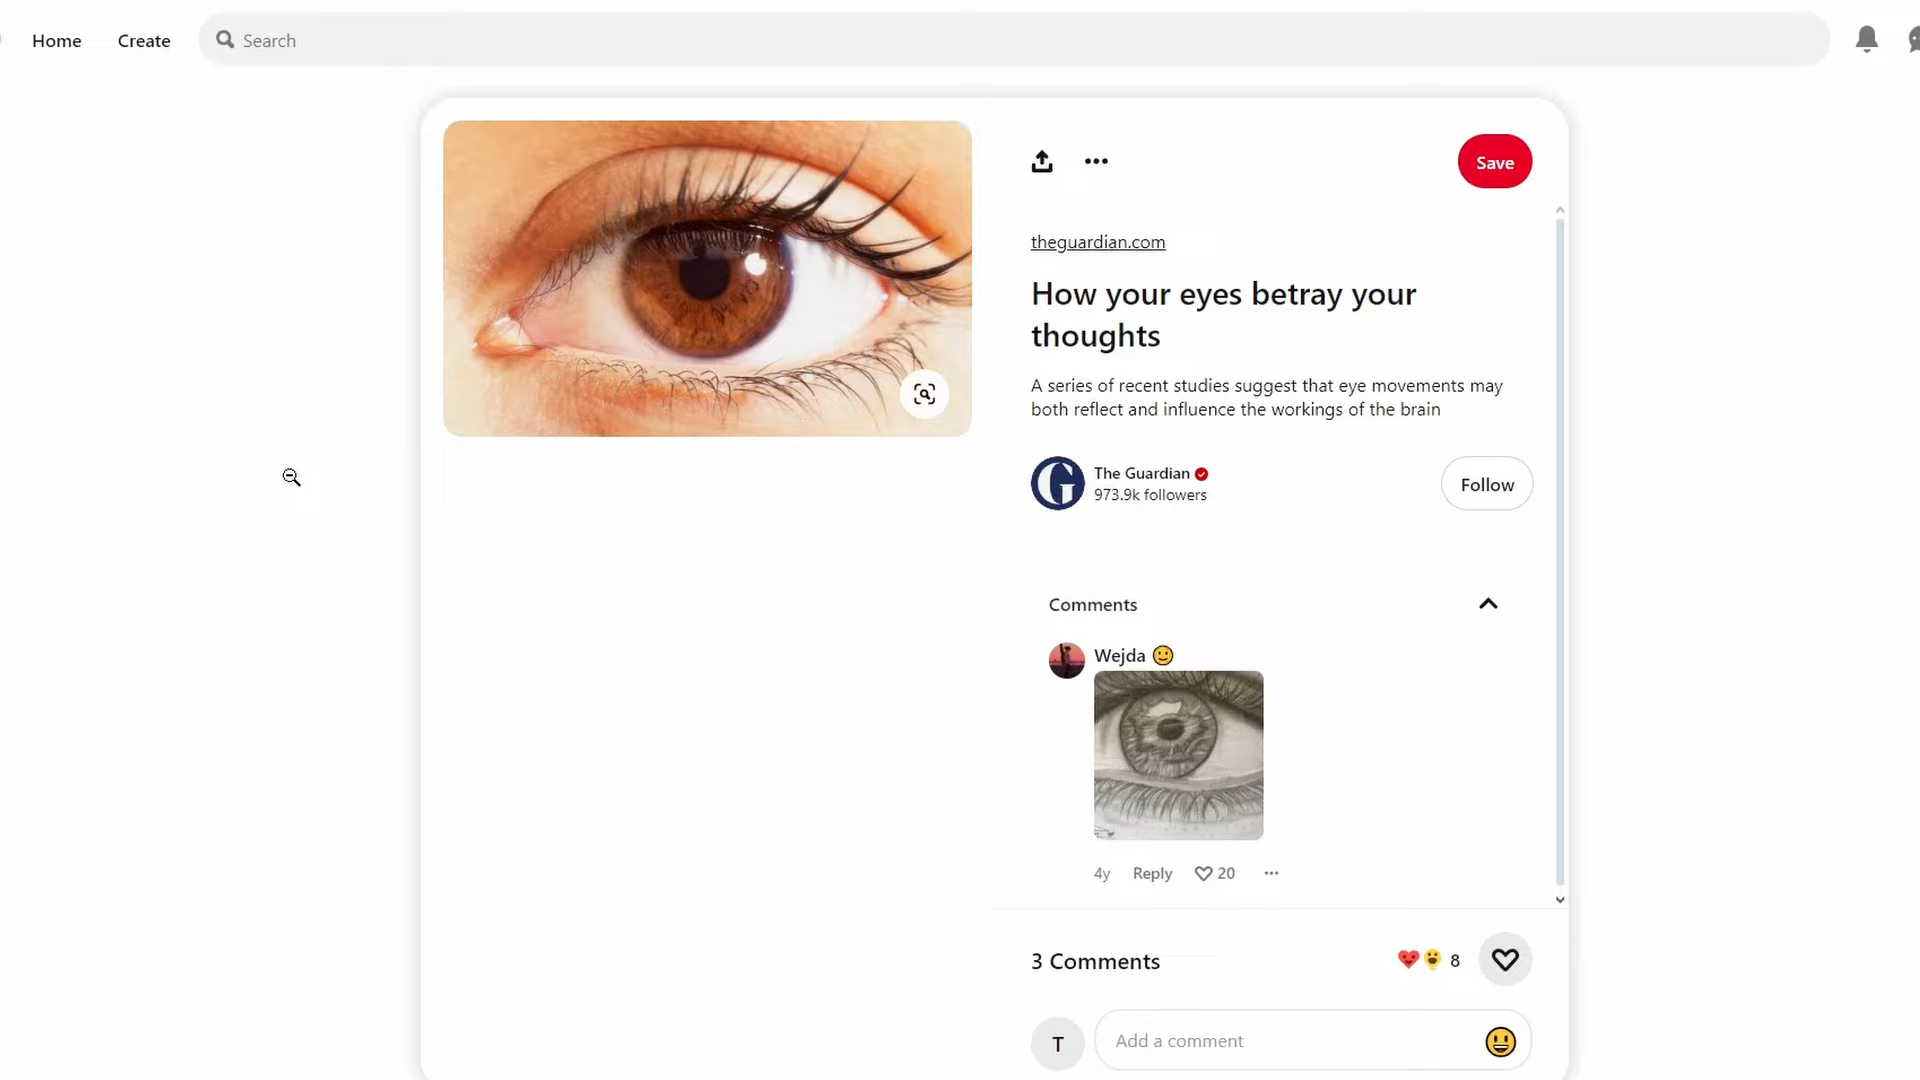 Home
Create
Search
Save
theguardian.com
How your eyes betray your
thoughts
A series of recent studies suggest that eye movements may
both reflect and influence the workings of the brain
G
The Guardian
973.9k followers
Follow
Comments
Wejda
4y
Reply
20
3 Comments
8
T
Add a comment